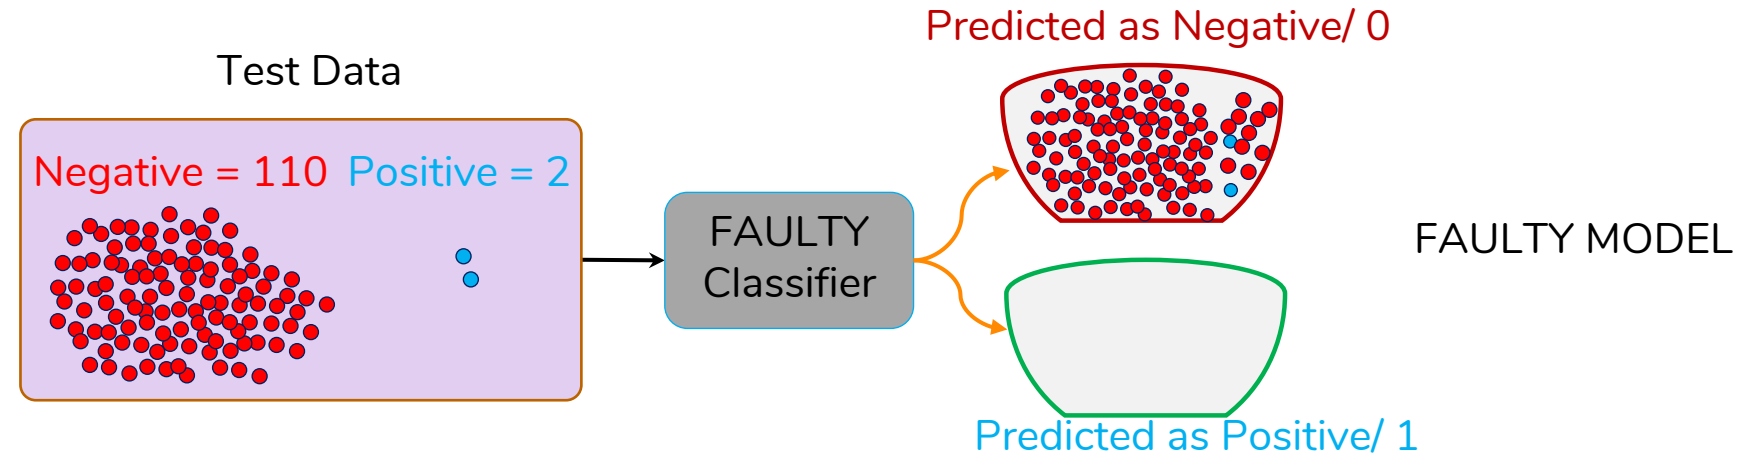 Predicted as Negative/ 0
Test Data
Negative = 110 Positive = 2
FAULTY
Classifier
FAULTY MODEL
Predicted as Positive/ 1